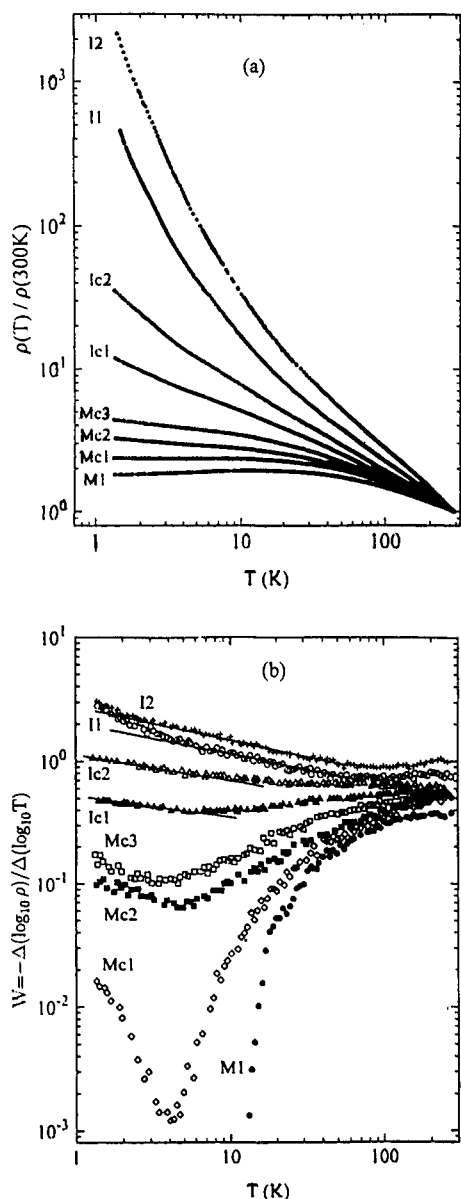 (a)
I2
I1
Ic2
Ic1
Mc3
Mc2
Mc1
M1
10³
10²
10¹
10⁰
ρ(T) / ρ(300K)
1
10
100
T (K)
(b)
I2
I1
Ic2
Ic1
Mc3
Mc2
Mc1
M1
10¹
10⁰
10⁻¹
10⁻²
10⁻³
W=−Δ(log₁₀ρ)/Δ(log₁₀T)
1
10
100
T (K)